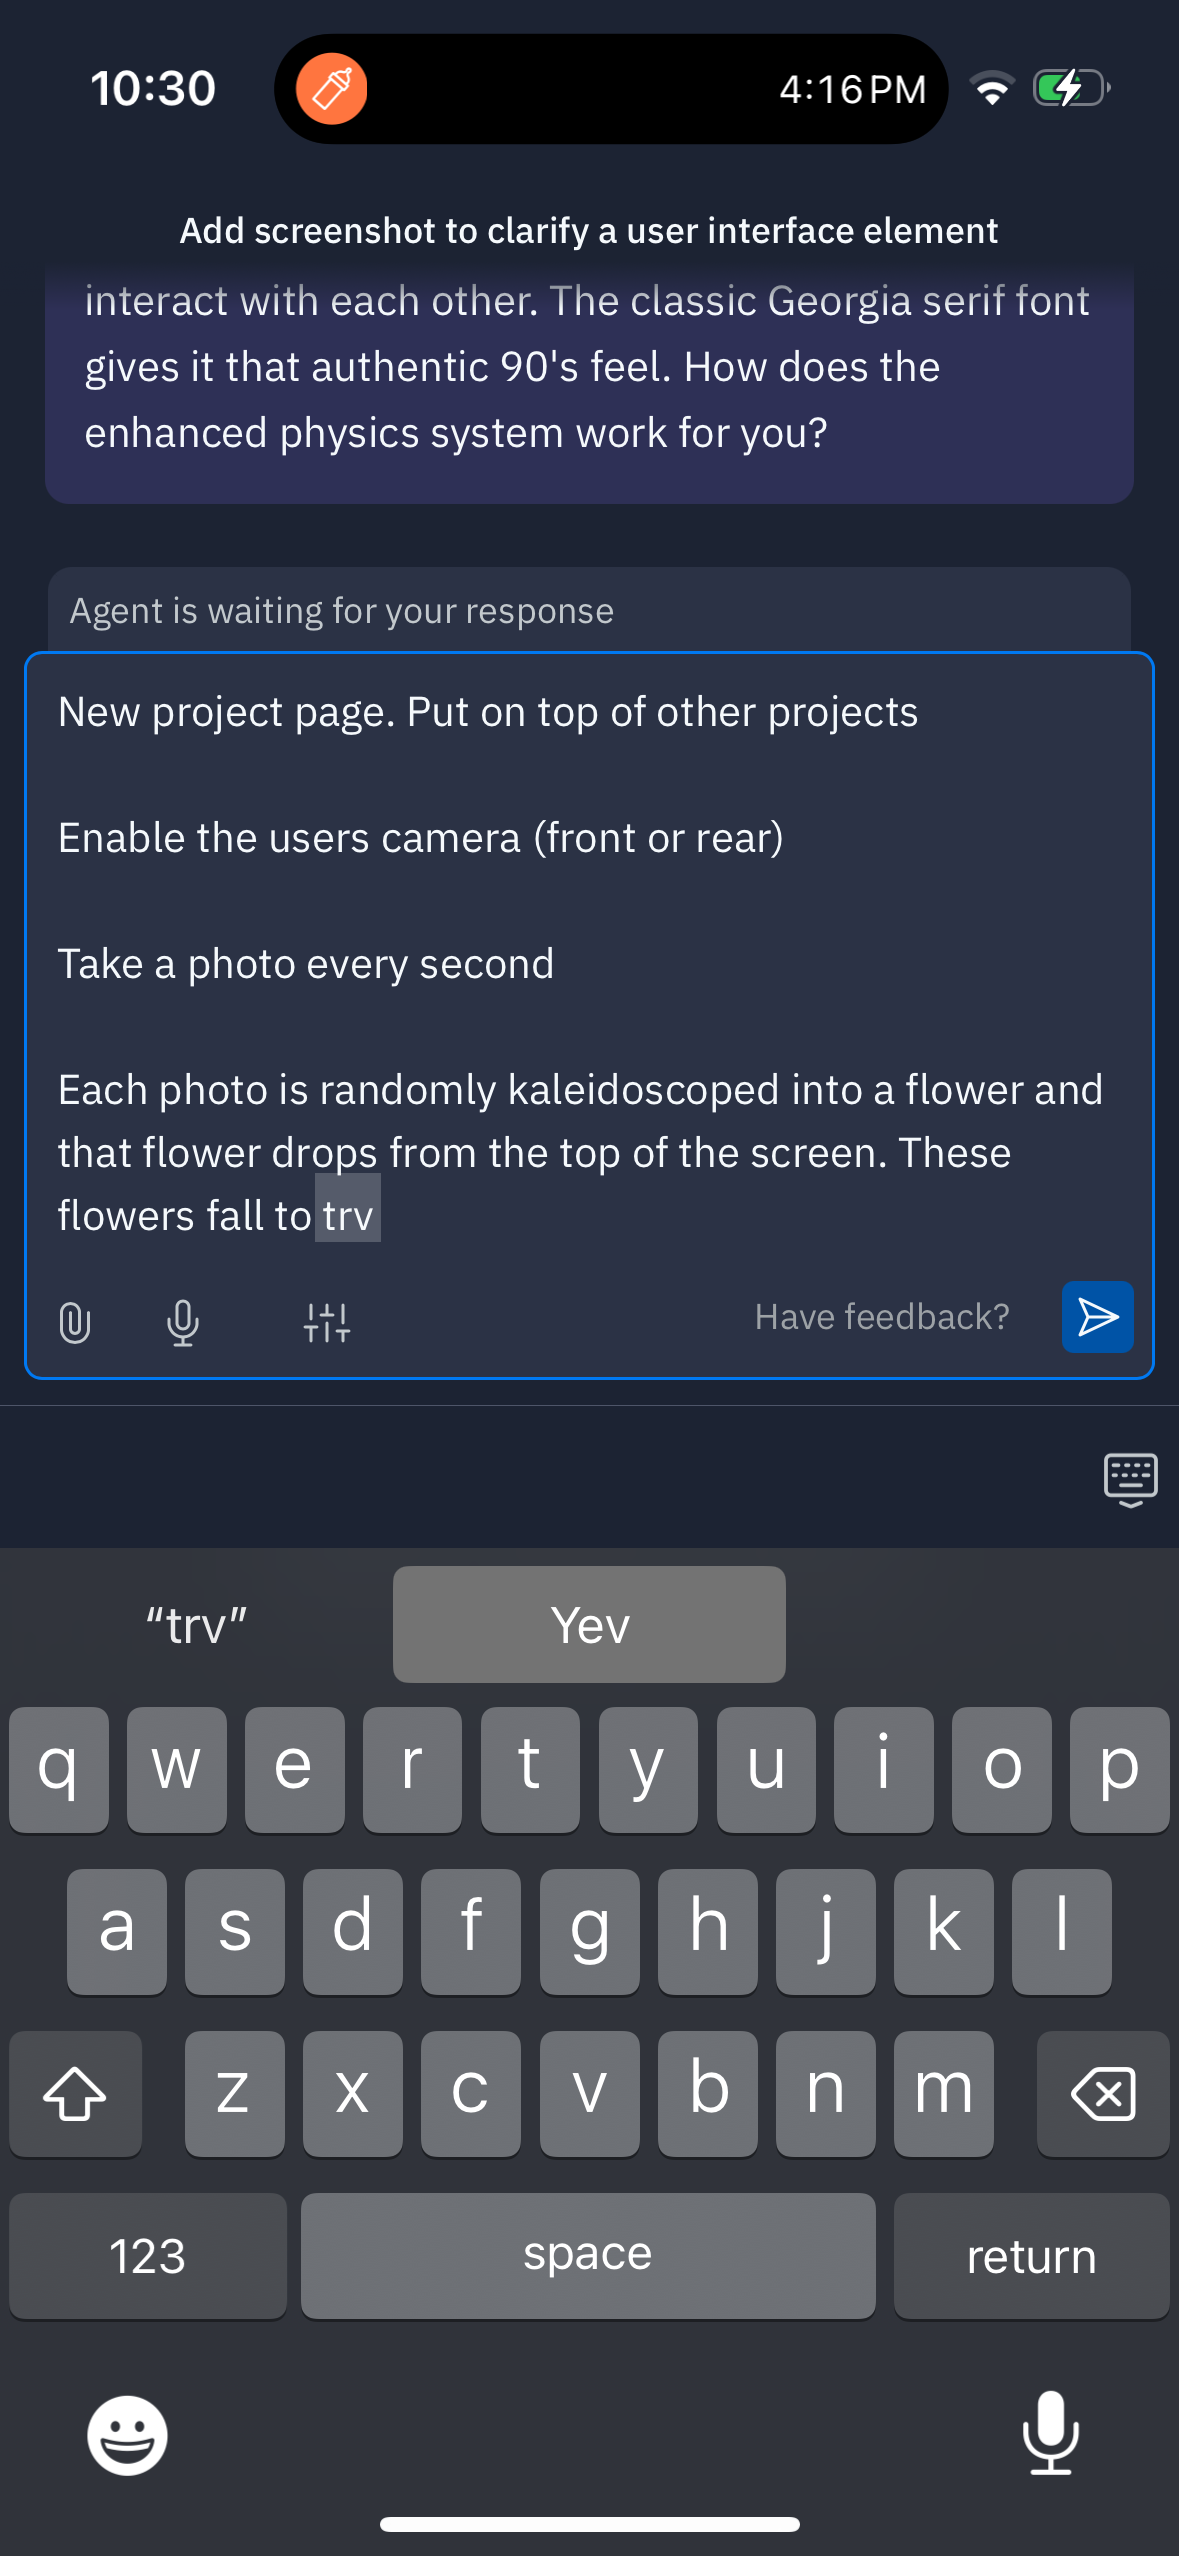 10:30
4:16PM
Add screenshot to clarify a user interface element
interact with each other. The classic Georgia serif font
gives it that authentic 90's feel. How does the
enhanced physics system work for you?
Agent is waiting for your response
New project page. Put on top of other projects
Enable the users camera (front or rear)
Take a photo every second
Each photo is randomly kaleidoscoped into a flower and
that flower drops from the top of the screen. These
flowers fall to trv
Have feedback?
“trv” Yev
q w e r t y u i o p
a s d f g h j k l
z x c v b n m
123 space return